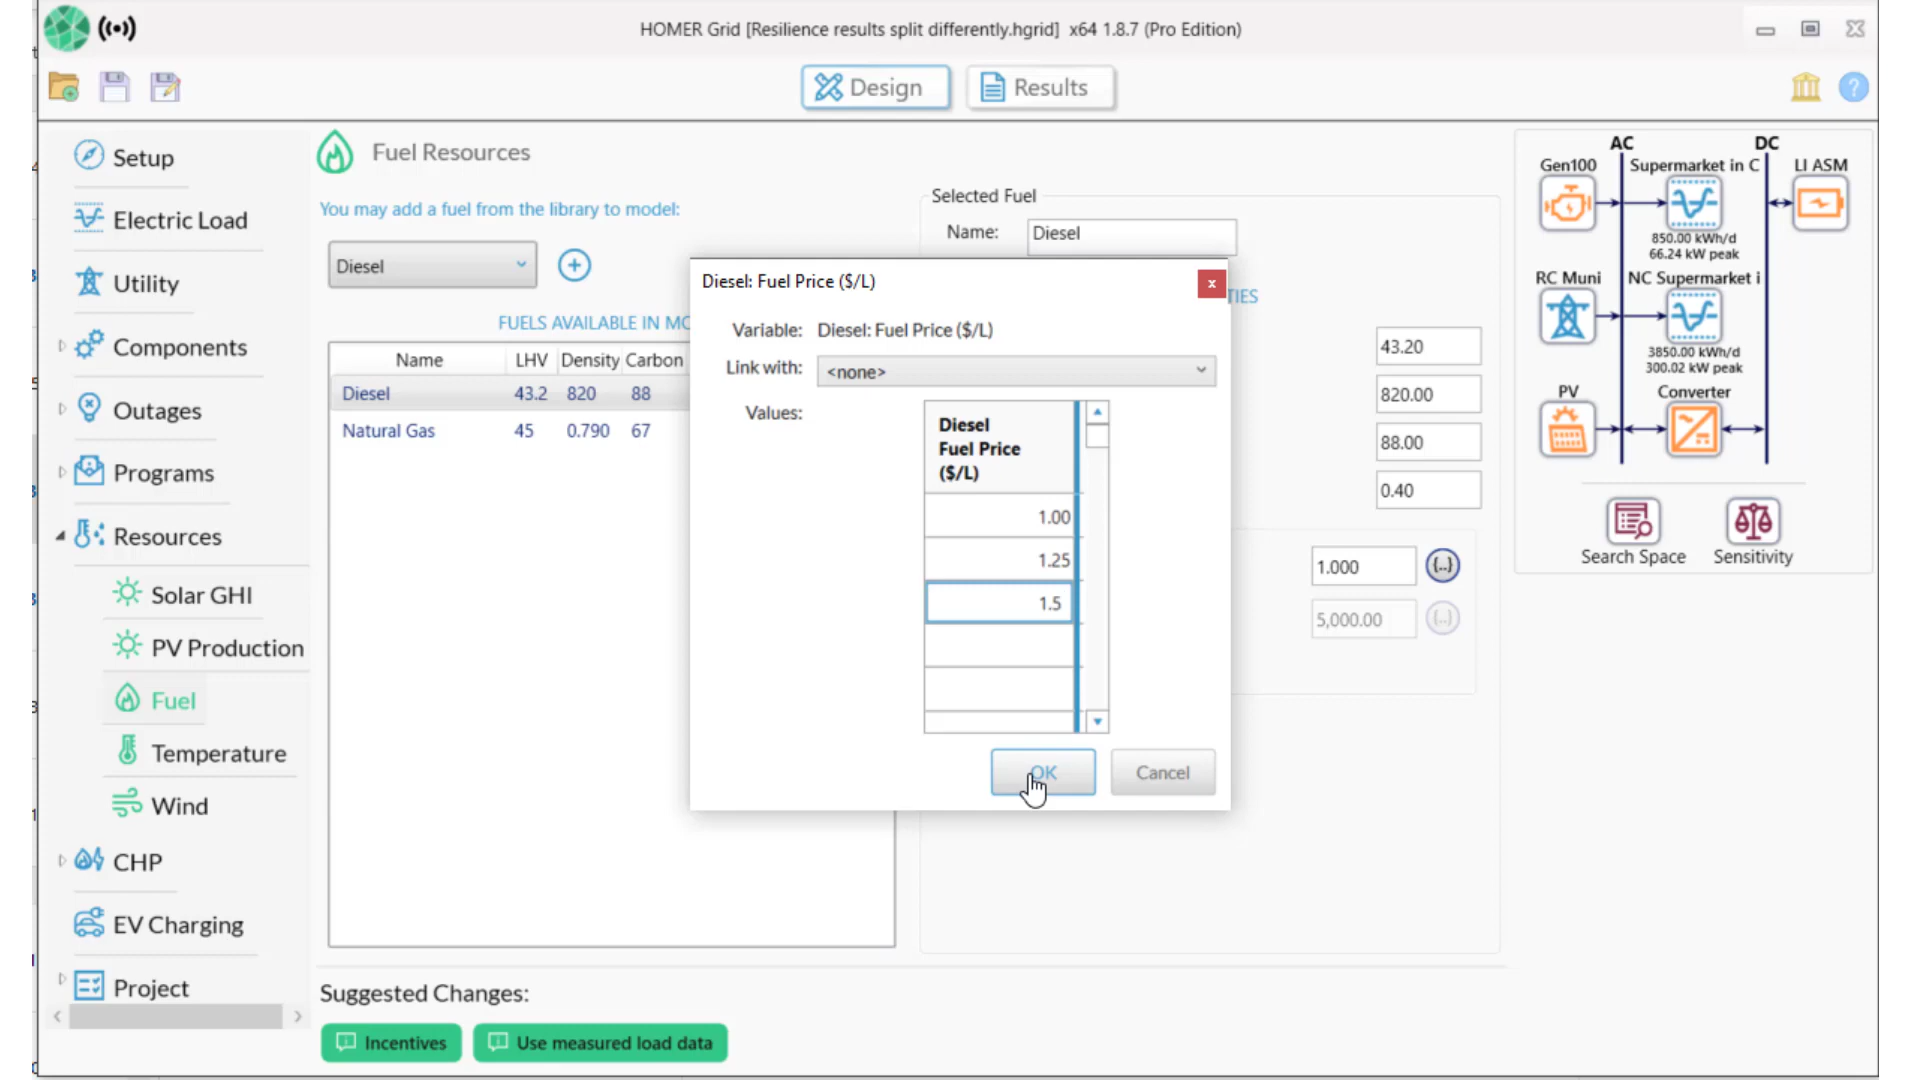 HOMER Grid [Resilience results split differently.hgrid]  x64 1.8.7 (Pro Edition)
Design
Results
?
Setup
Electric Load
Utility
Components
Outages
Programs
Resources
Solar GHI
PV Production
Fuel
Temperature
Wind
CHP
EV Charging
Project
Fuel Resources
You may add a fuel from the library to model:
Diesel
FUELS AVAILABLE IN MO
Name LHV Density Carbon
Diesel 43.2 820 88
Natural Gas 45 0.790 67
Selected Fuel
Name: Diesel
TIES
43.20
820.00
88.00
0.40
1.000 {..}
5,000.00 {..}
Diesel: Fuel Price ($/L)
x
Variable: Diesel: Fuel Price ($/L)
Link with: <none>
Values:
Diesel
Fuel Price
($/L)
1.00
1.25
1.5
OK
Cancel
AC DC
Gen100 Supermarket in C LI ASM
850.00 kWh/d
66.24 kW peak
RC Muni NC Supermarket i
3850.00 kWh/d
300.02 kW peak
PV Converter
Search Space Sensitivity
Suggested Changes:
Incentives
Use measured load data